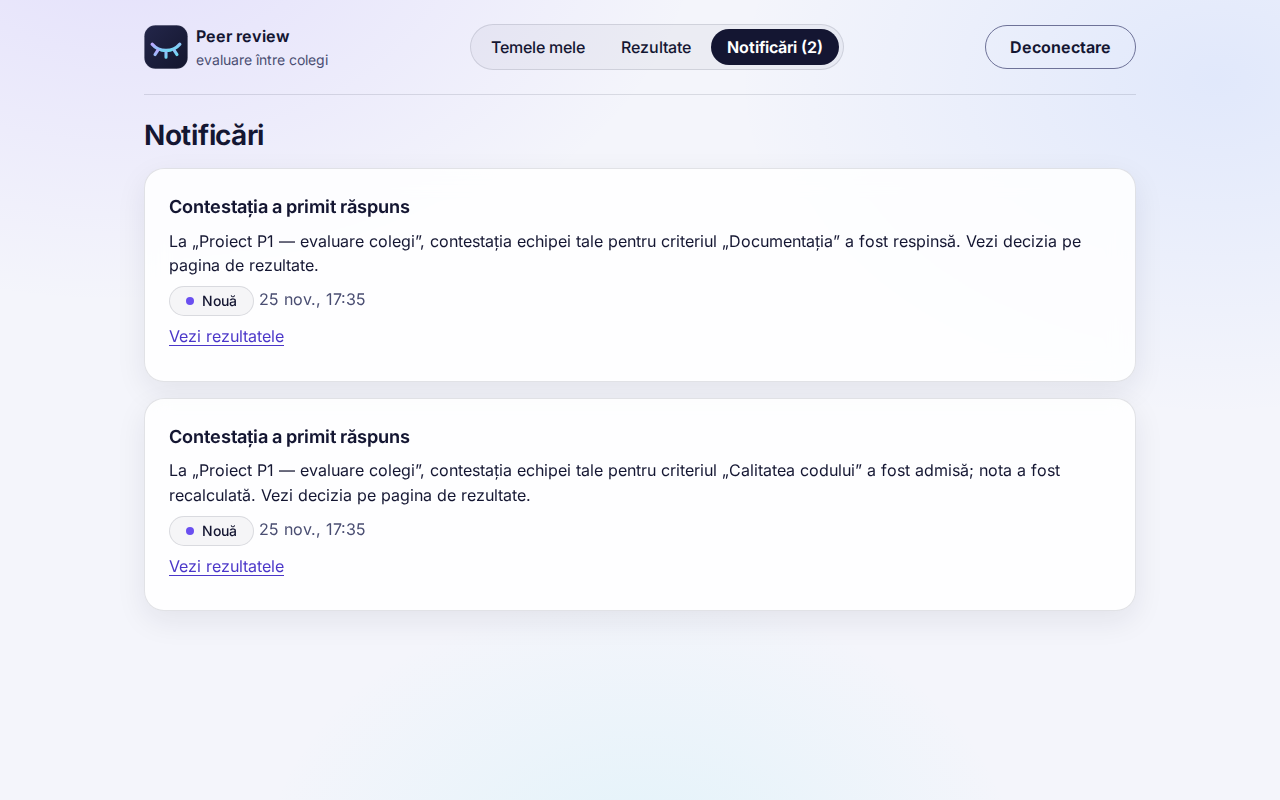 Peer review
evaluare între colegi
Temele mele
Rezultate
Notificări (2)
Deconectare
Notificări
Contestația a primit răspuns
La „Proiect P1 — evaluare colegi”, contestația echipei tale pentru criteriul „Documentația” a fost respinsă. Vezi decizia pe
pagina de rezultate.
Nouă 25 nov., 17:35
Vezi rezultatele
Contestația a primit răspuns
La „Proiect P1 — evaluare colegi”, contestația echipei tale pentru criteriul „Calitatea codului” a fost admisă; nota a fost
recalculată. Vezi decizia pe pagina de rezultate.
Nouă 25 nov., 17:35
Vezi rezultatele